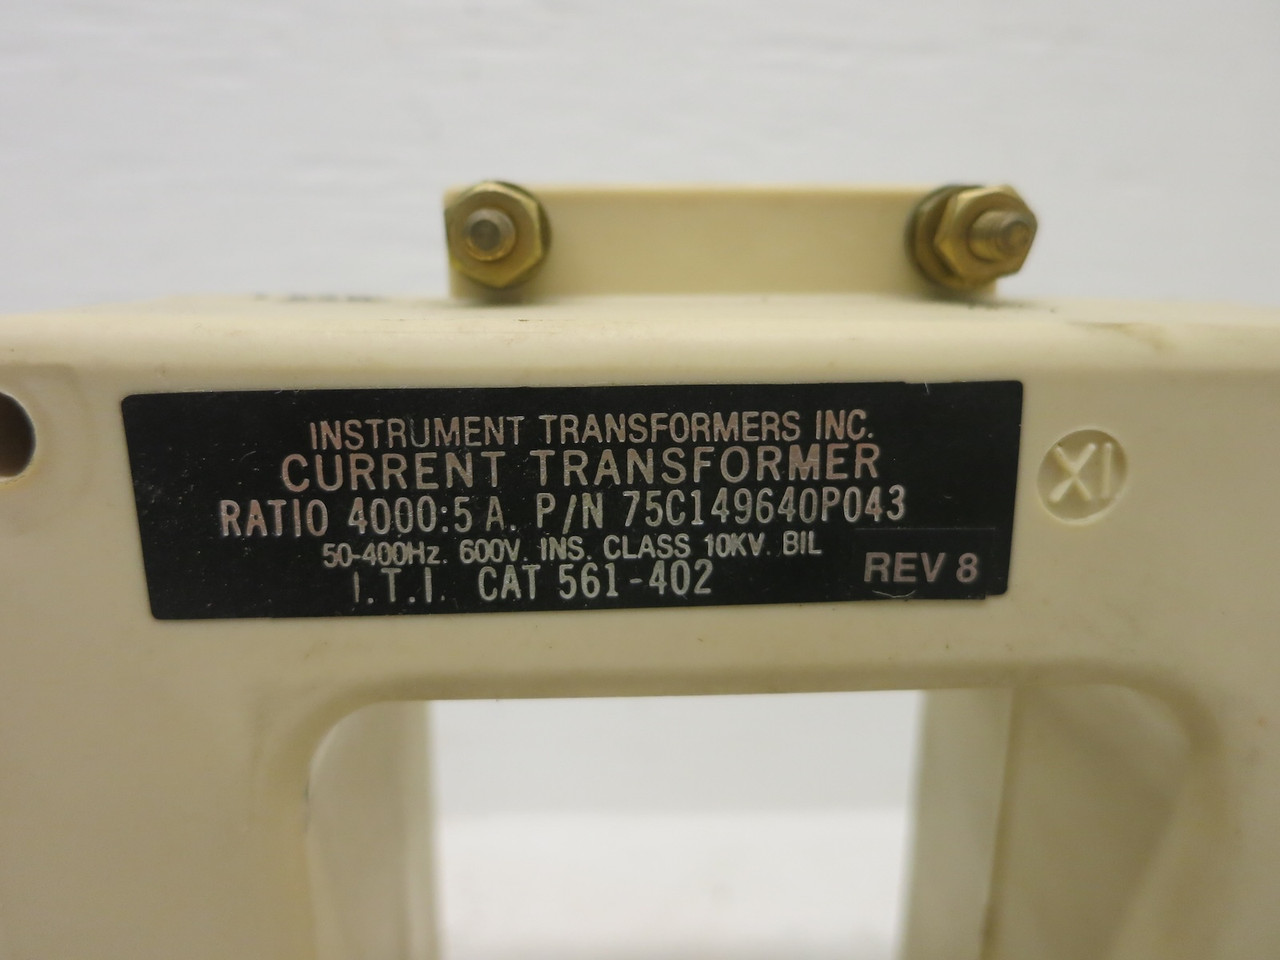 INSTRUMENT TRANSFORMERS INC.
CURRENT TRANSFORMER
RATIO 4000:5 A. P/N 75C149640P043
50-400Hz. 600V. INS. CLASS 10KV. BIL
I.T.I. CAT 561-402
REV 8
X1